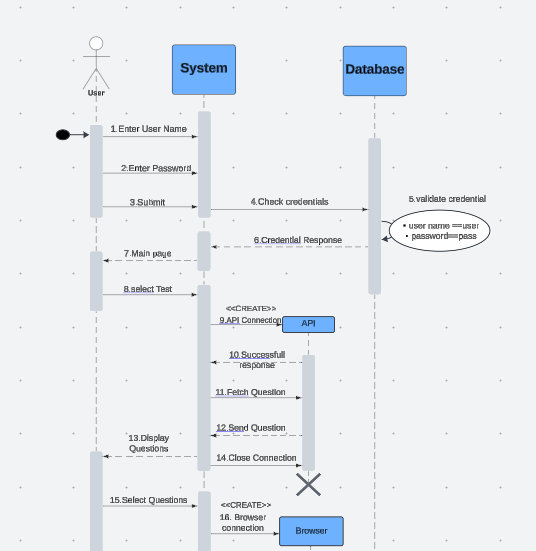 System
Database
User
1.Enter User Name
2.Enter Password
3.Submit
4.Check credentials
5.validate credential
• user name ==user
• password==pass
6.Credential Response
7.Main page
8.select Test
<<CREATE>>
9.API Connection
API
10.Successfull
response
11.Fetch Question
12.Send Question
13.Display
Questions
14.Close Connection
15.Select Questions
<<CREATE>>
16. Browser
connection
Browser